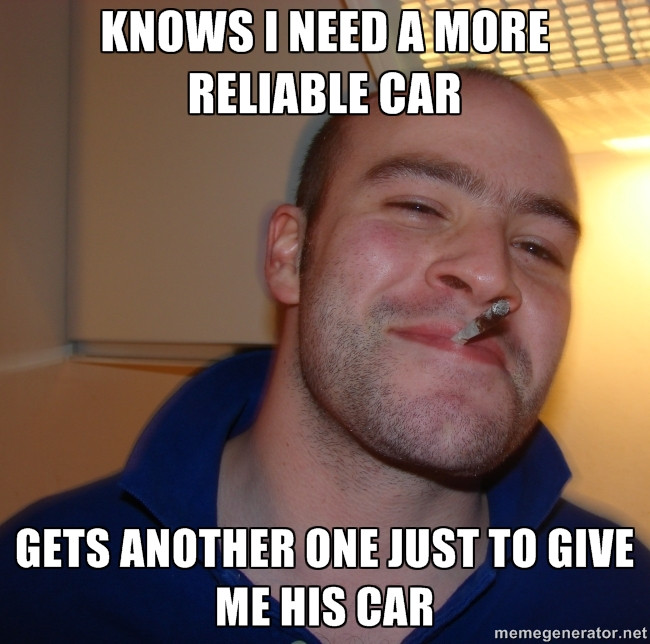 KNOWS I NEED A MORE
RELIABLE CAR
GETS ANOTHER ONE JUST TO GIVE
ME HIS CAR
memegenerator.net